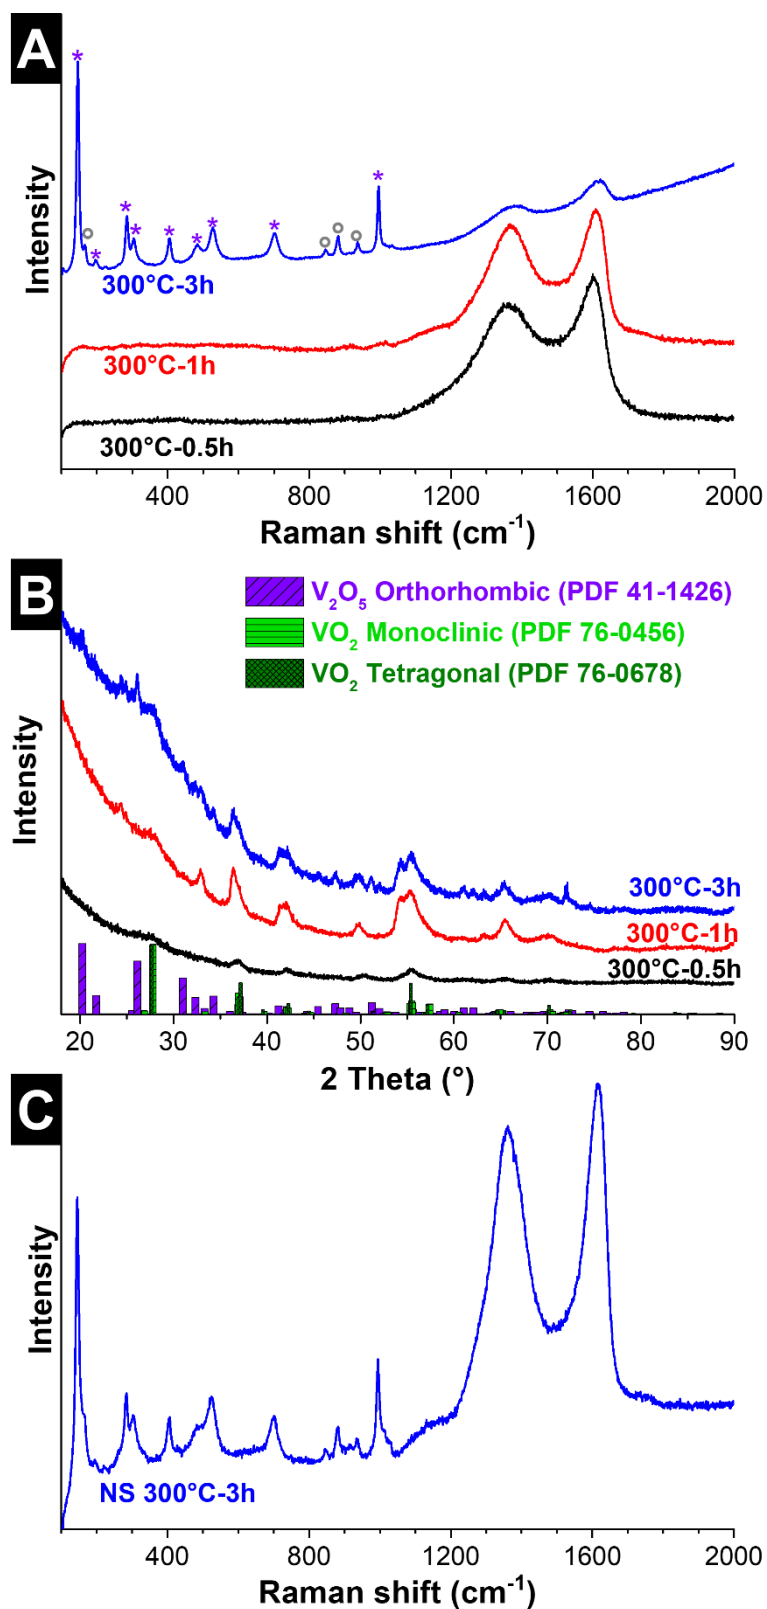 A
Intensity
* * * * * * * * *
300°C-3h
300°C-1h
300°C-0.5h
400 800 1200 1600 2000
Raman shift (cm⁻¹)
B
V₂O₅ Orthorhombic (PDF 41-1426)
VO₂ Monoclinic (PDF 76-0456)
VO₂ Tetragonal (PDF 76-0678)
Intensity
300°C-3h
300°C-1h
300°C-0.5h
20 30 40 50 60 70 80 90
2 Theta (°)
C
Intensity
NS 300°C-3h
400 800 1200 1600 2000
Raman shift (cm⁻¹)